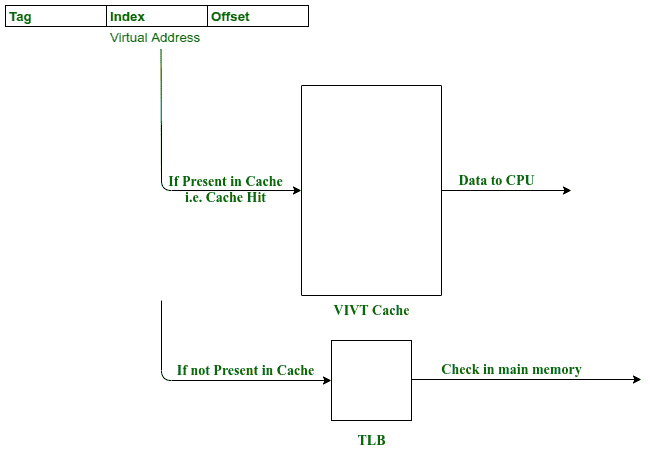 Tag Index Offset
Virtual Address
If Present in Cache
i.e. Cache Hit
Data to CPU
VIVT Cache
If not Present in Cache
Check in main memory
TLB